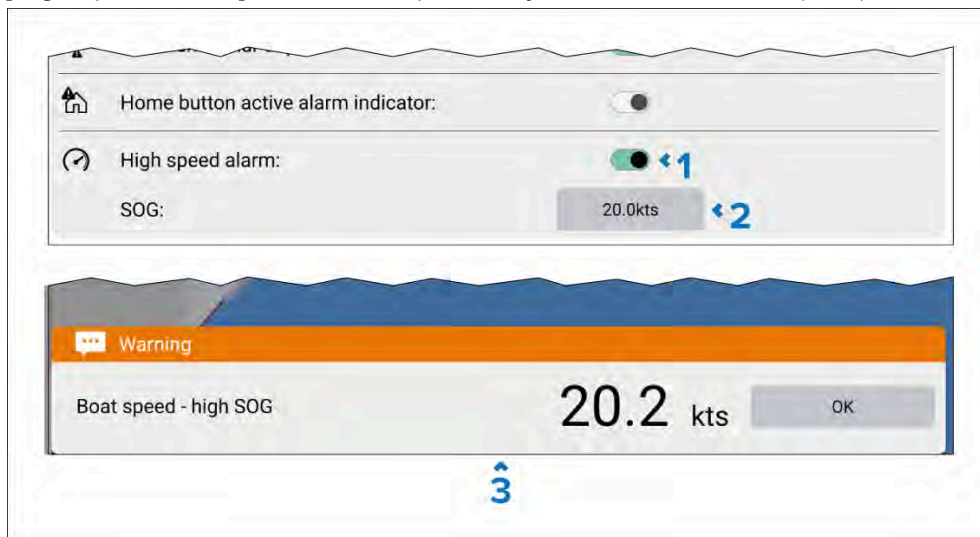 Home button active alarm indicator:
High speed alarm:
1
SOG:
20.0kts
2
Warning
Boat speed - high SOG
20.2 kts
OK
3